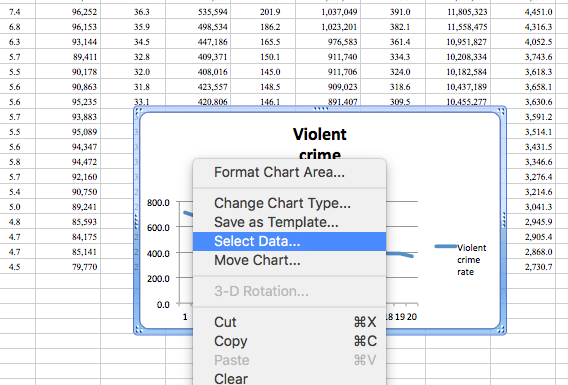 7.4 96,252 36.3 535,594 201.9 1,037,049 391.0 11,805,323 4,451.0
6.8 96,153 35.9 498,534 186.2 1,023,201 382.1 11,558,475 4,316.3
6.3 93,144 34.5 447,186 165.5 976,583 361.4 10,951,827 4,052.5
5.7 89,411 32.8 409,371 150.1 911,740 334.3 10,208,334 3,743.6
5.5 90,178 32.0 408,016 145.0 911,706 324.0 10,182,584 3,618.3
5.6 90,863 31.8 423,557 148.5 909,023 318.6 10,437,189 3,658.1
5.6 95,235 33.1 420,806 146.1 891,407 309.5 10,455,277 3,630.6
5.7 93,883 3,591.2
5.5 95,089 3,514.1
5.6 94,347 3,431.5
5.8 94,472 3,346.6
5.7 92,160 3,276.4
5.4 90,750 3,214.6
5.0 89,241 3,041.3
4.8 85,593 2,945.9
4.7 84,175 2,905.4
4.7 85,141 2,868.0
4.5 79,770 2,730.7
Violent
crime
800.0
600.0
400.0
200.0
0.0
1
18 19 20
Violent
crime
rate
Format Chart Area...
Change Chart Type...
Save as Template...
Select Data...
Move Chart...
3-D Rotation...
Cut ⌘X
Copy ⌘C
Paste ⌘V
Clear